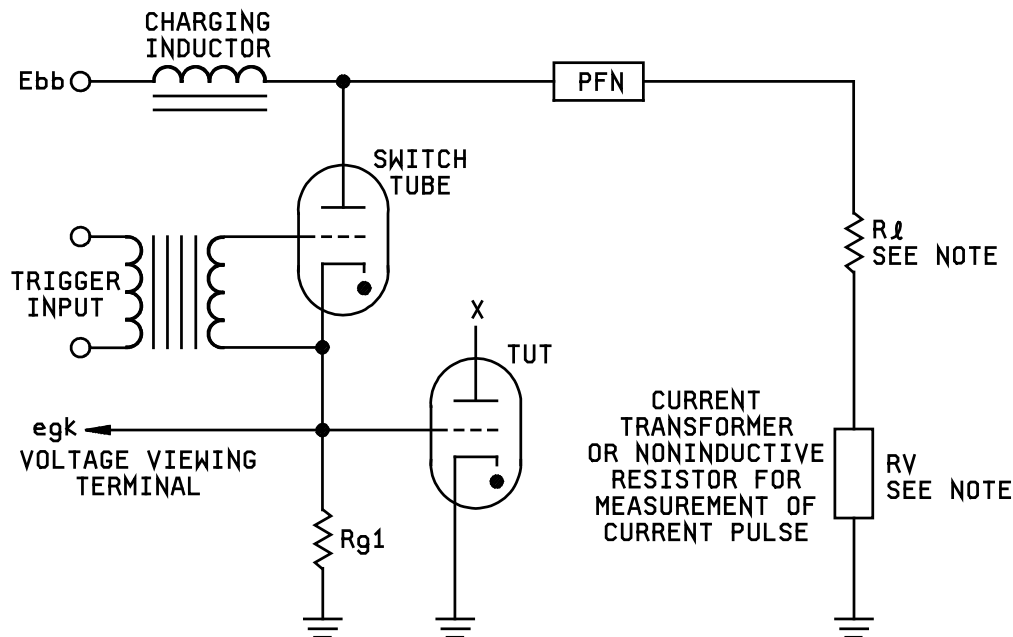 CHARGING
INDUCTOR
Ebb
PFN
SWITCH
TUBE
Rℓ
SEE NOTE
TRIGGER
INPUT
X
TUT
egk
VOLTAGE VIEWING
TERMINAL
CURRENT
TRANSFORMER
OR NONINDUCTIVE
RESISTOR FOR
MEASUREMENT OF
CURRENT PULSE
RV
SEE NOTE
Rg1